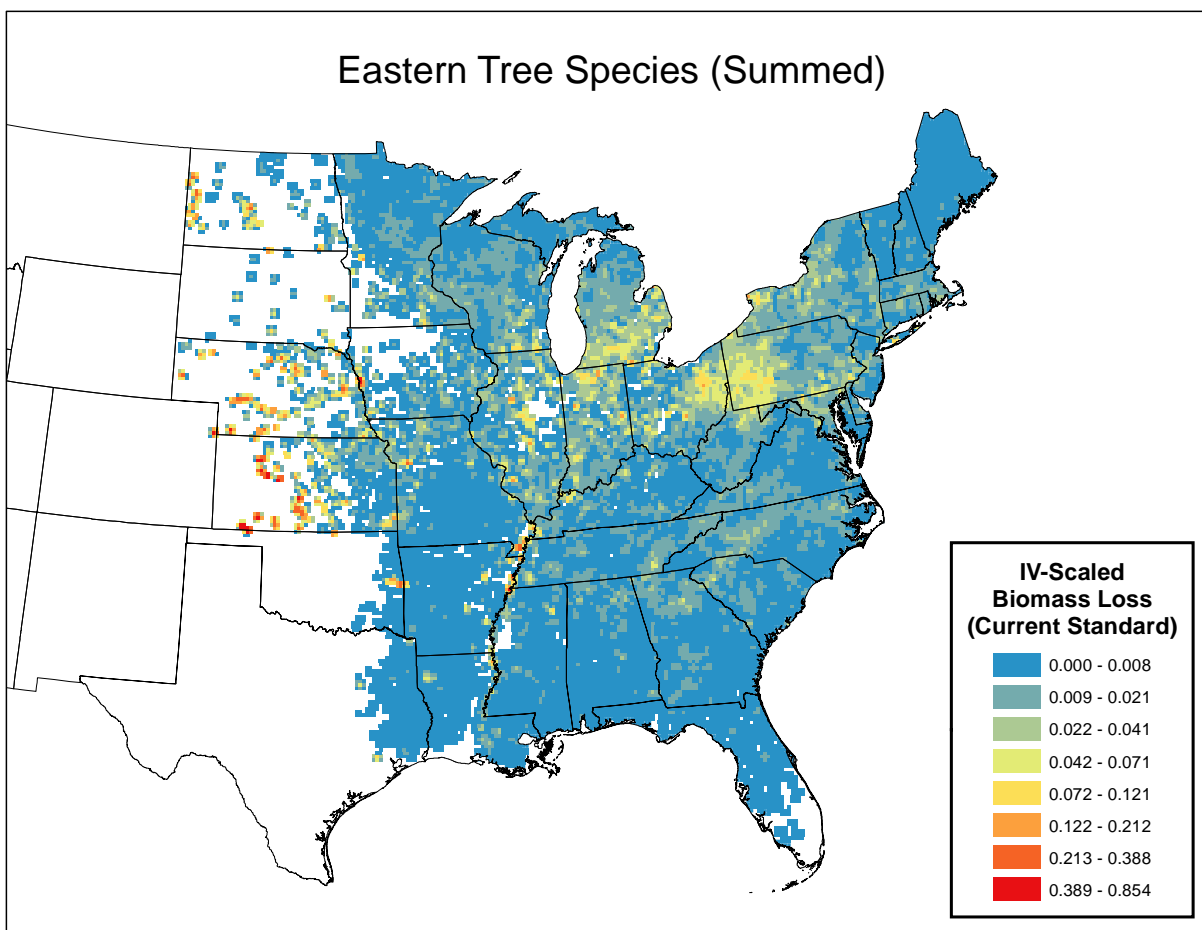 Eastern Tree Species (Summed)
IV-Scaled
Biomass Loss
(Current Standard)
0.000 - 0.008
0.009 - 0.021
0.022 - 0.041
0.042 - 0.071
0.072 - 0.121
0.122 - 0.212
0.213 - 0.388
0.389 - 0.854